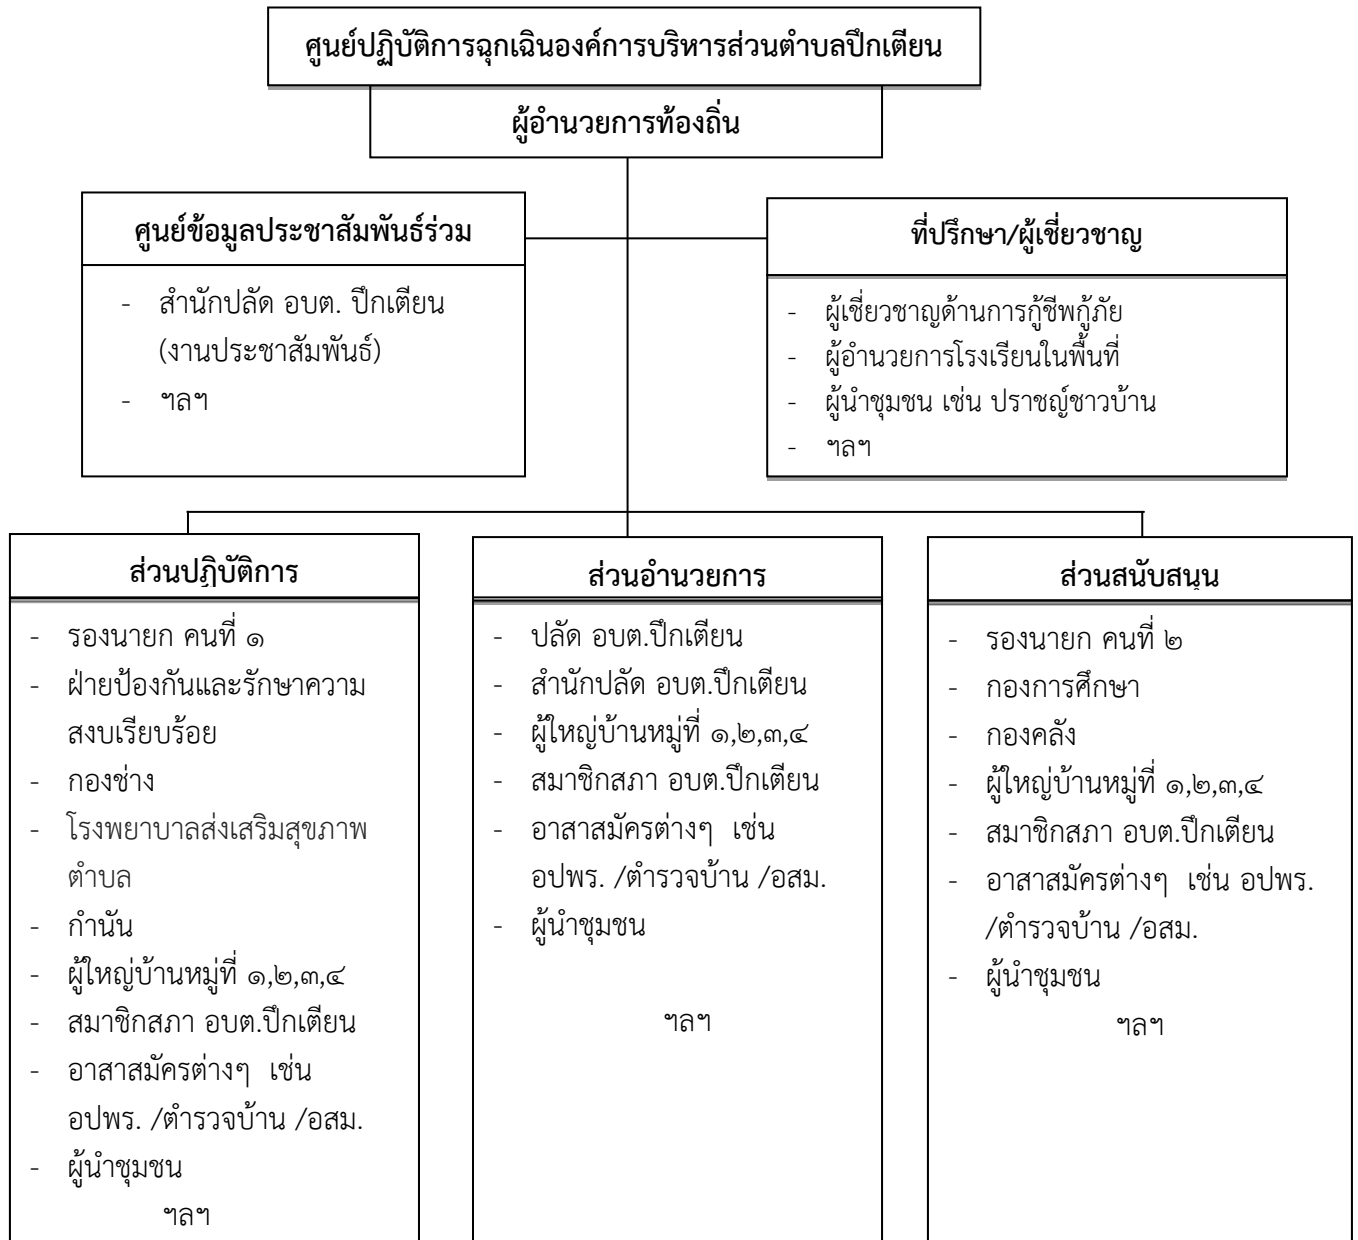 ศูนย์ปฏิบัติการฉุกเฉินองค์การบริหารส่วนตำบลปึกเตียน
ผู้อำนวยการท้องถิ่น
ศูนย์ข้อมูลประชาสัมพันธ์ร่วม
- สำนักปลัด อบต. ปึกเตียน
(งานประชาสัมพันธ์)
- ฯลฯ
ที่ปรึกษา/ผู้เชี่ยวชาญ
- ผู้เชี่ยวชาญด้านการกู้ชีพกู้ภัย
- ผู้อำนวยการโรงเรียนในพื้นที่
- ผู้นำชุมชน เช่น ปราชญ์ชาวบ้าน
- ฯลฯ
ส่วนปฏิบัติการ
- รองนายก คนที่ ๑
- ฝ่ายป้องกันและรักษาความ
สงบเรียบร้อย
- กองช่าง
- โรงพยาบาลส่งเสริมสุขภาพ
ตำบล
- กำนัน
- ผู้ใหญ่บ้านหมู่ที่ ๑,๒,๓,๔
- สมาชิกสภา อบต.ปึกเตียน
- อาสาสมัครต่างๆ เช่น
อปพร. /ตำรวจบ้าน /อสม.
- ผู้นำชุมชน
ฯลฯ
ส่วนอำนวยการ
- ปลัด อบต.ปึกเตียน
- สำนักปลัด อบต.ปึกเตียน
- ผู้ใหญ่บ้านหมู่ที่ ๑,๒,๓,๔
- สมาชิกสภา อบต.ปึกเตียน
- อาสาสมัครต่างๆ เช่น
อปพร. /ตำรวจบ้าน /อสม.
- ผู้นำชุมชน
ฯลฯ
ส่วนสนับสนุน
- รองนายก คนที่ ๒
- กองการศึกษา
- กองคลัง
- ผู้ใหญ่บ้านหมู่ที่ ๑,๒,๓,๔
- สมาชิกสภา อบต.ปึกเตียน
- อาสาสมัครต่างๆ เช่น อปพร.
/ตำรวจบ้าน /อสม.
- ผู้นำชุมชน
ฯลฯ